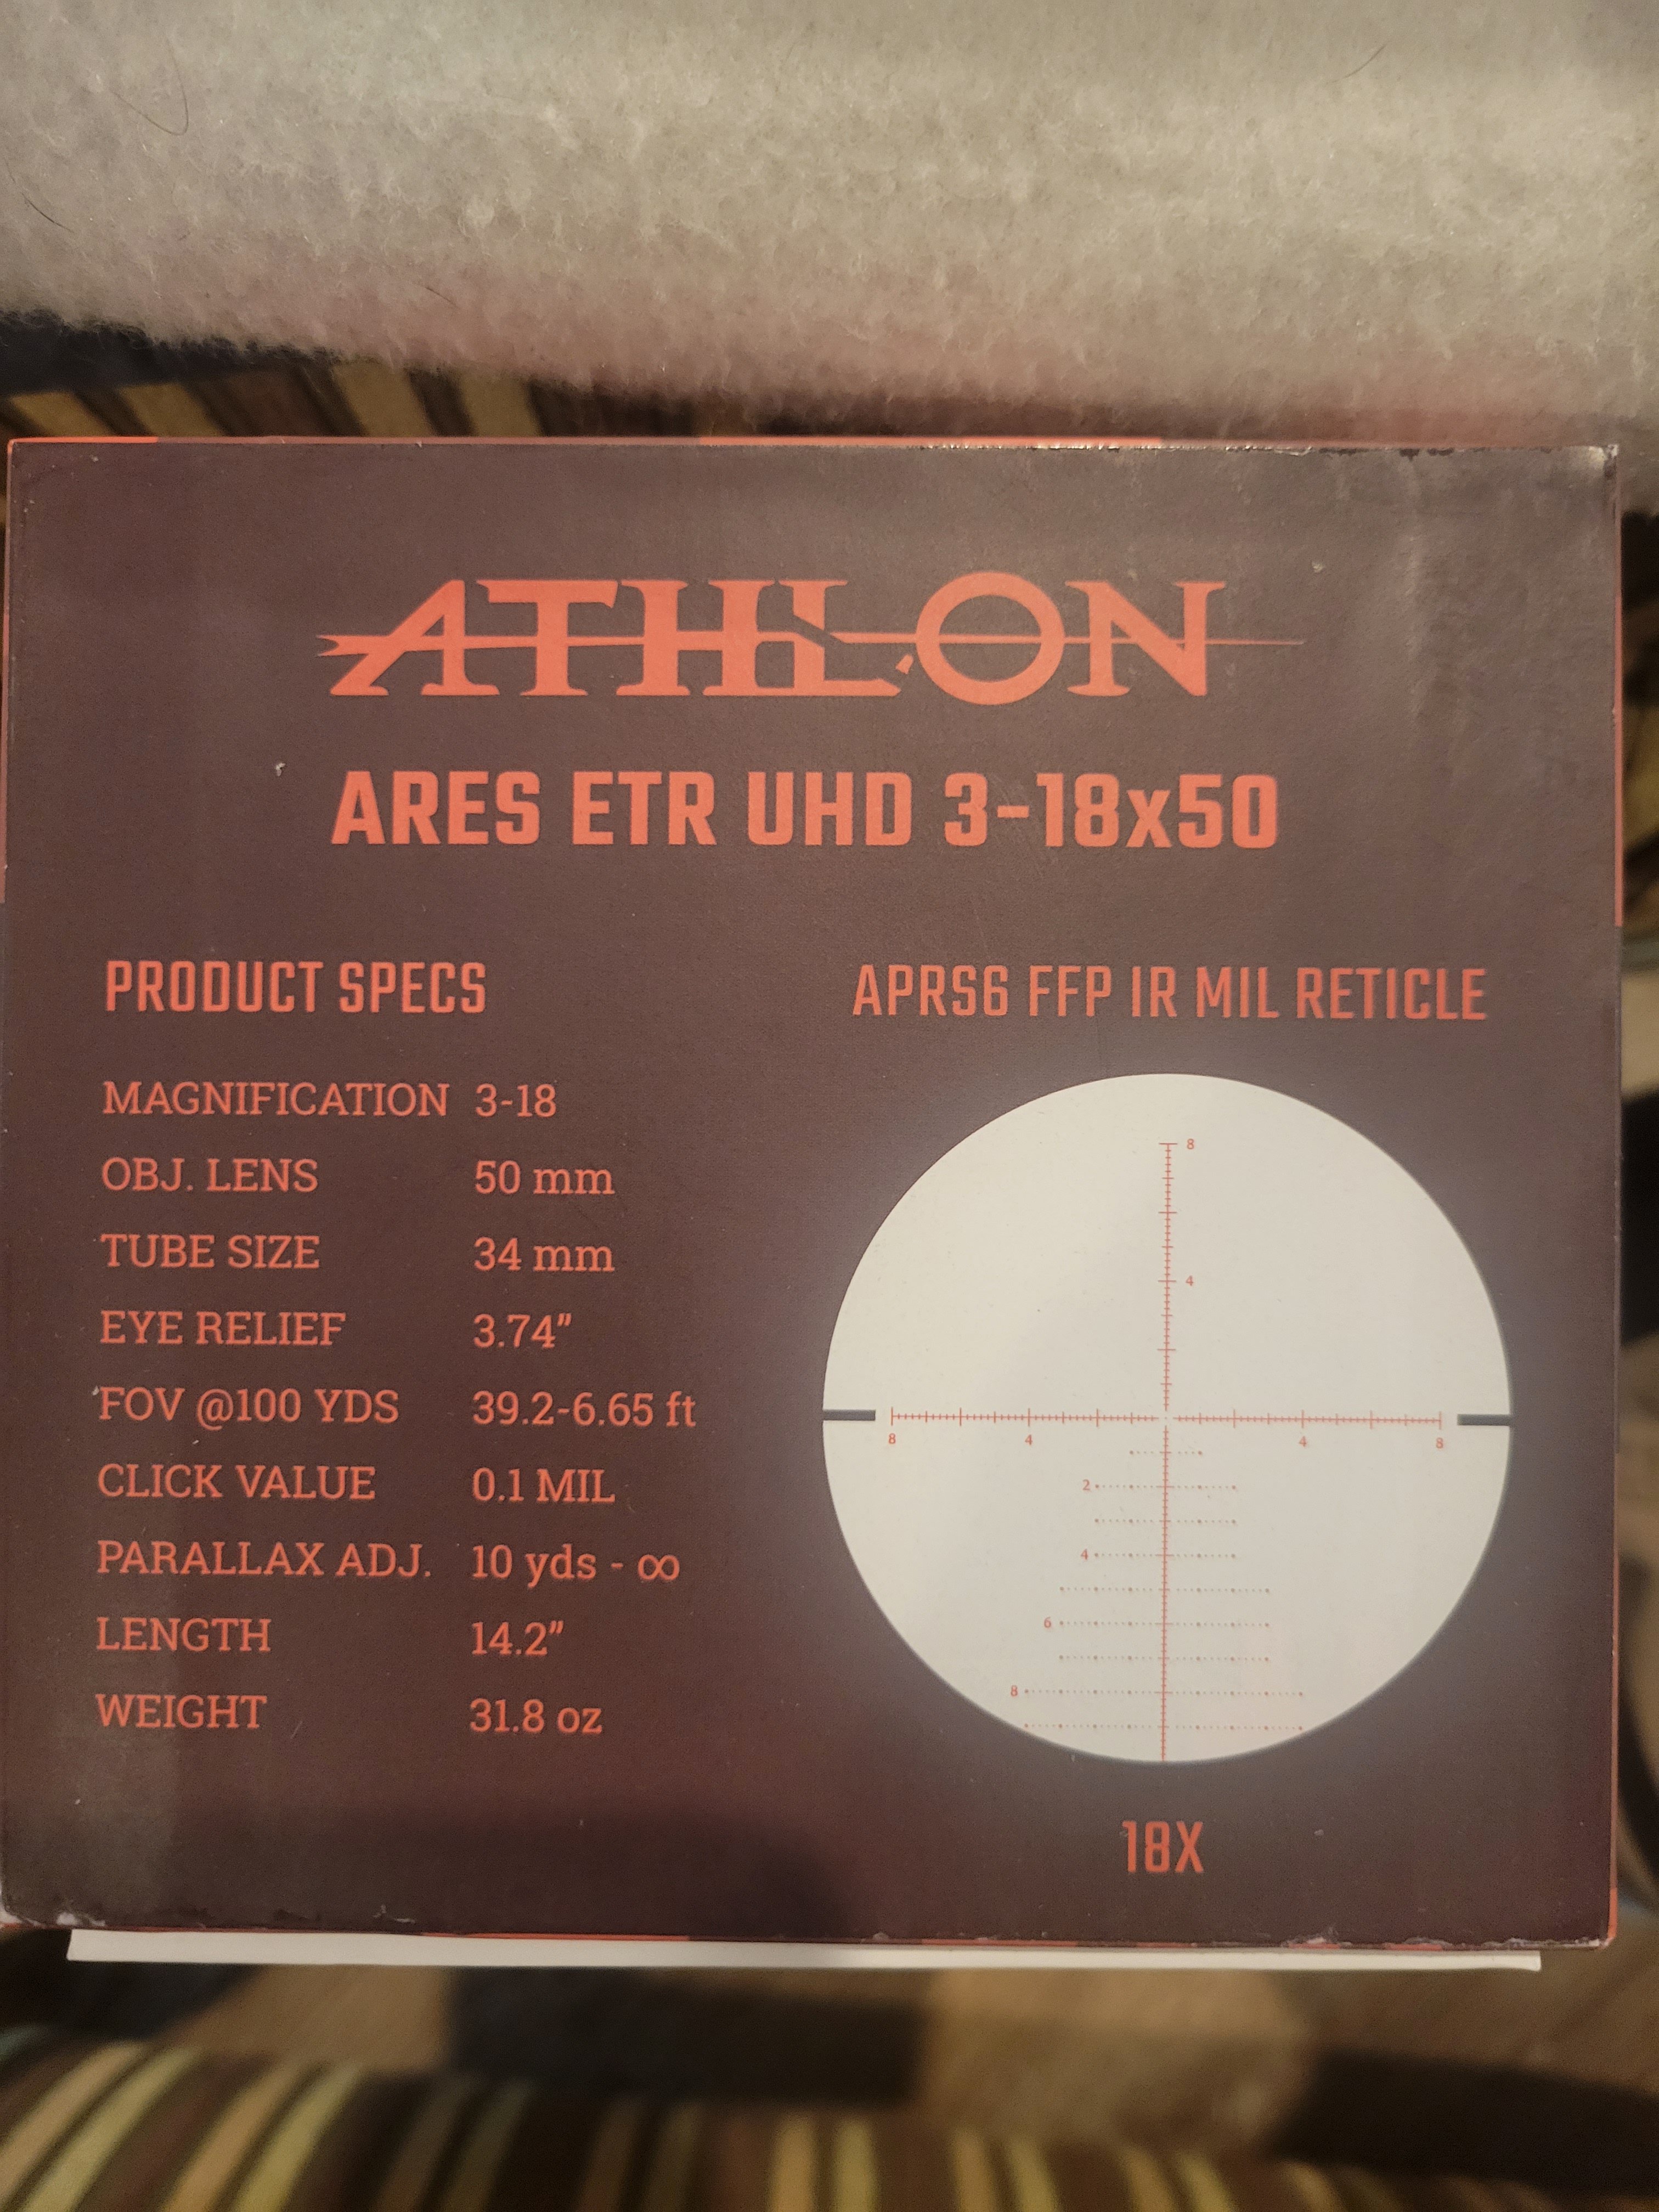 ATHLON
ARES ETR UHD 3-18x50
PRODUCT SPECS
MAGNIFICATION 3-18
OBJ. LENS 50 mm
TUBE SIZE 34 mm
EYE RELIEF 3.74"
FOV @100 YDS 39.2-6.65 ft
CLICK VALUE 0.1 MIL
PARALLAX ADJ. 10 yds - ∞
LENGTH 14.2"
WEIGHT 31.8 oz
APRS6 FFP IR MIL RETICLE
8
4
8 4 4 8
2
4
6
8
18X